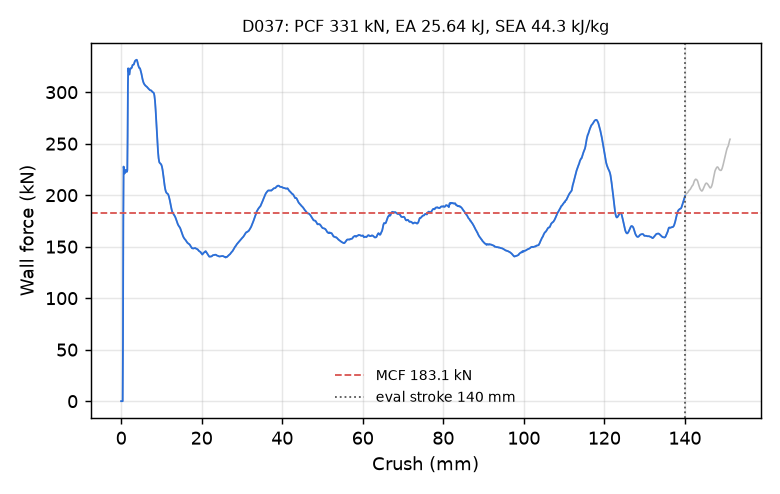 D037: PCF 331 kN, EA 25.64 kJ, SEA 44.3 kJ/kg
Wall force (kN)
300
250
200
150
100
50
0
MCF 183.1 kN
eval stroke 140 mm
0 20 40 60 80 100 120 140
Crush (mm)